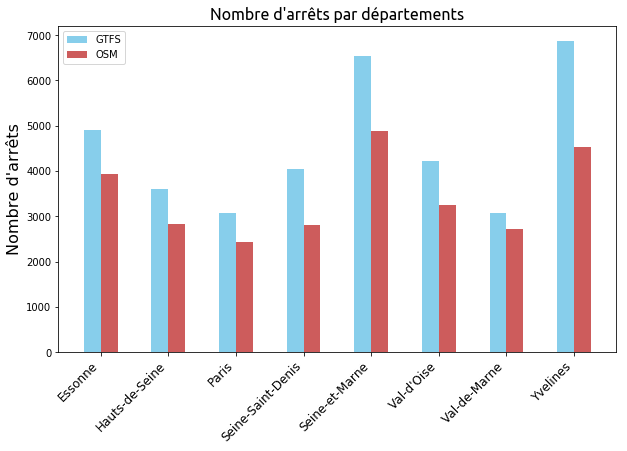 Nombre d'arrêts par départements
GTFS
OSM
Nombre d'arrêts
7000
6000
5000
4000
3000
2000
1000
0
Essonne
Hauts-de-Seine
Paris
Seine-Saint-Denis
Seine-et-Marne
Val-d'Oise
Val-de-Marne
Yvelines